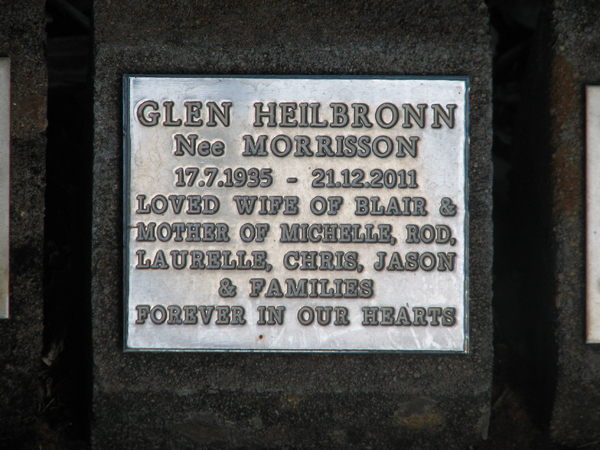 GLEN HEILBRONN
Nee MORRISSON
17.7.1935 - 21.12.2011
LOVED WIFE OF BLAIR &
MOTHER OF MICHELLE, ROD,
LAURELLE, CHRIS, JASON
& FAMILIES
FOREVER IN OUR HEARTS